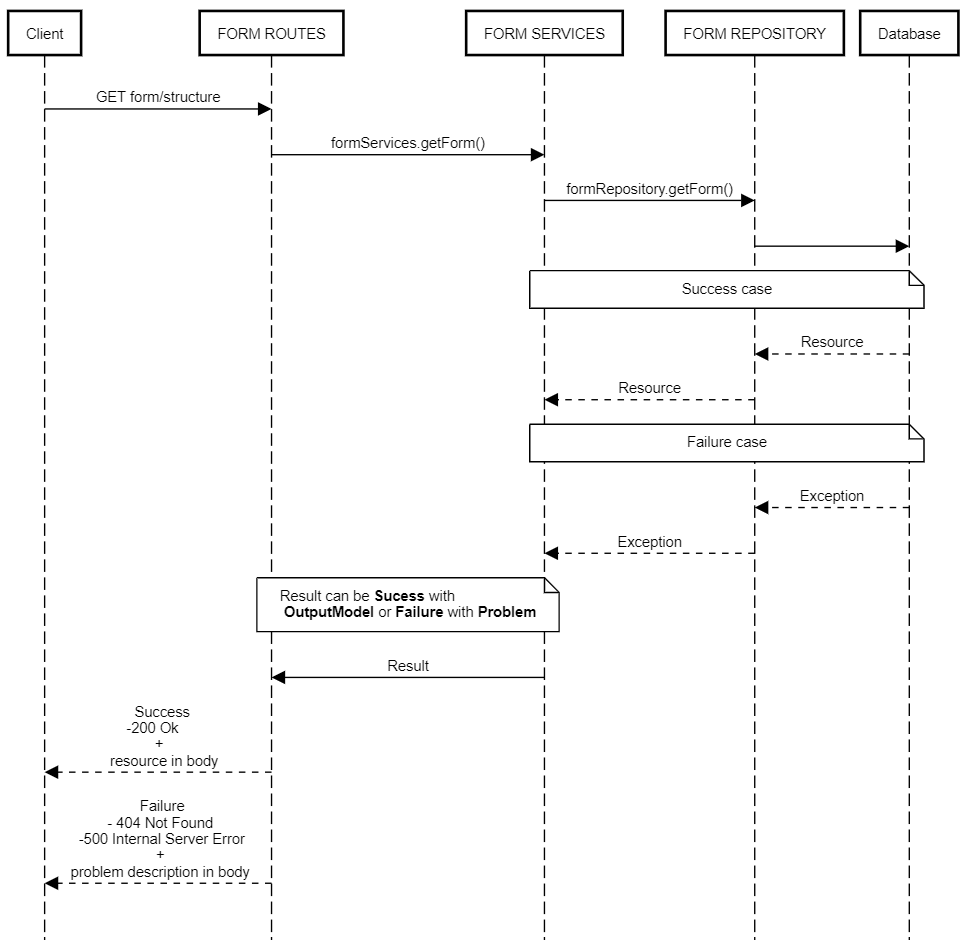 Client
FORM ROUTES
FORM SERVICES
FORM REPOSITORY
Database
GET form/structure
formServices.getForm()
formRepository.getForm()
Success case
Resource
Resource
Failure case
Exception
Exception
Result can be Sucess with
OutputModel or Failure with Problem
Result
Success
-200 Ok
+
resource in body
Failure
- 404 Not Found
-500 Internal Server Error
+
problem description in body